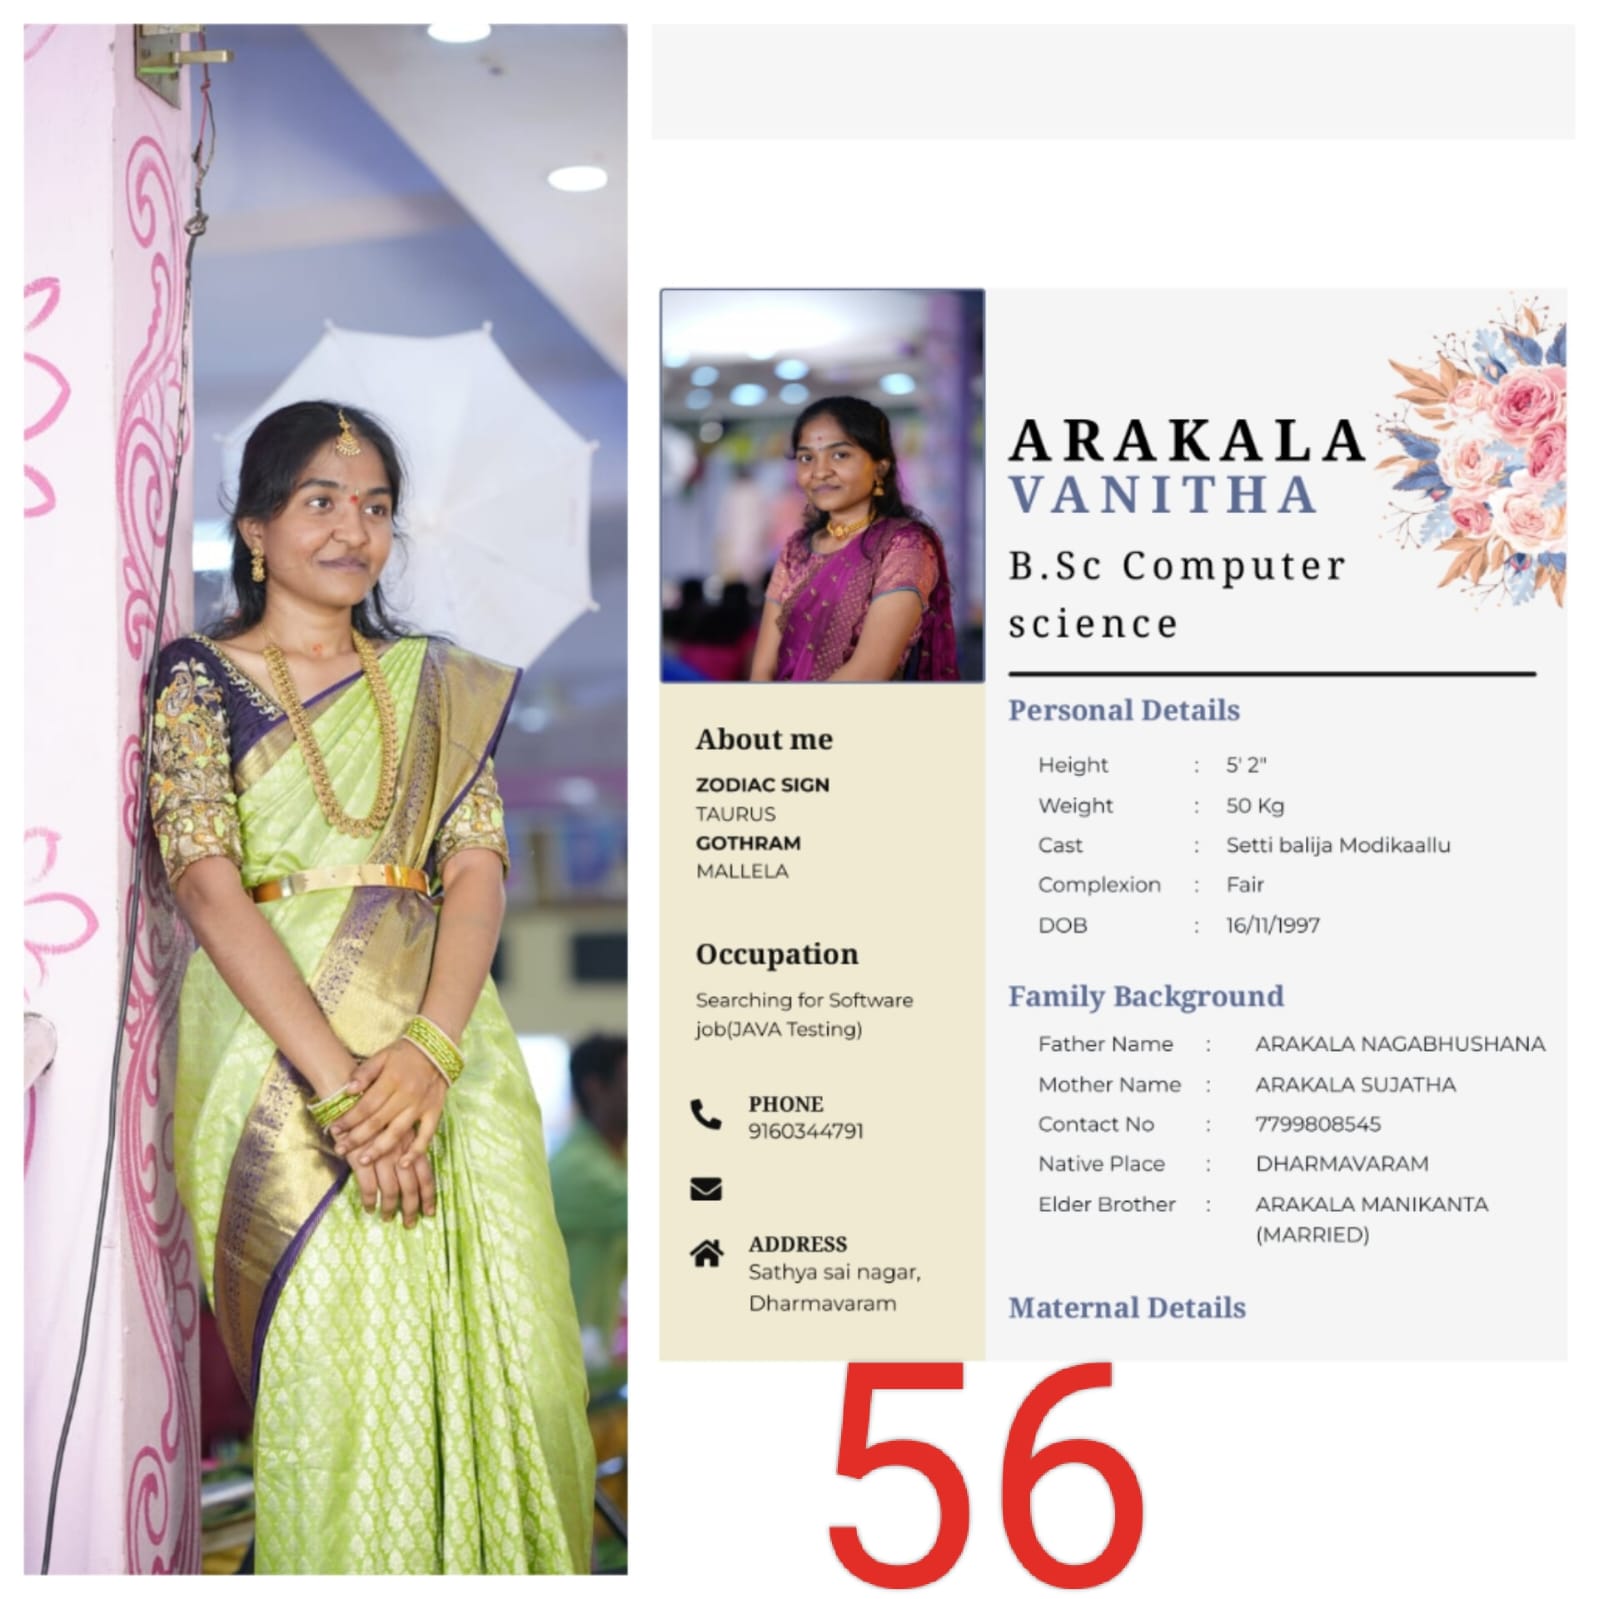 ARAKALA
VANITHA
B.Sc Computer
science
About me
ZODIAC SIGN
TAURUS
GOTHRAM
MALLELA
Occupation
Searching for Software
job(JAVA Testing)
PHONE
9160344791
ADDRESS
Sathya sai nagar,
Dharmavaram
Personal Details
Height : 5' 2"
Weight : 50 Kg
Cast : Setti balija Modikaallu
Complexion : Fair
DOB : 16/11/1997
Family Background
Father Name : ARAKALA NAGABHUSHANA
Mother Name : ARAKALA SUJATHA
Contact No : 7799808545
Native Place : DHARMAVARAM
Elder Brother : ARAKALA MANIKANTA
(MARRIED)
Maternal Details
56